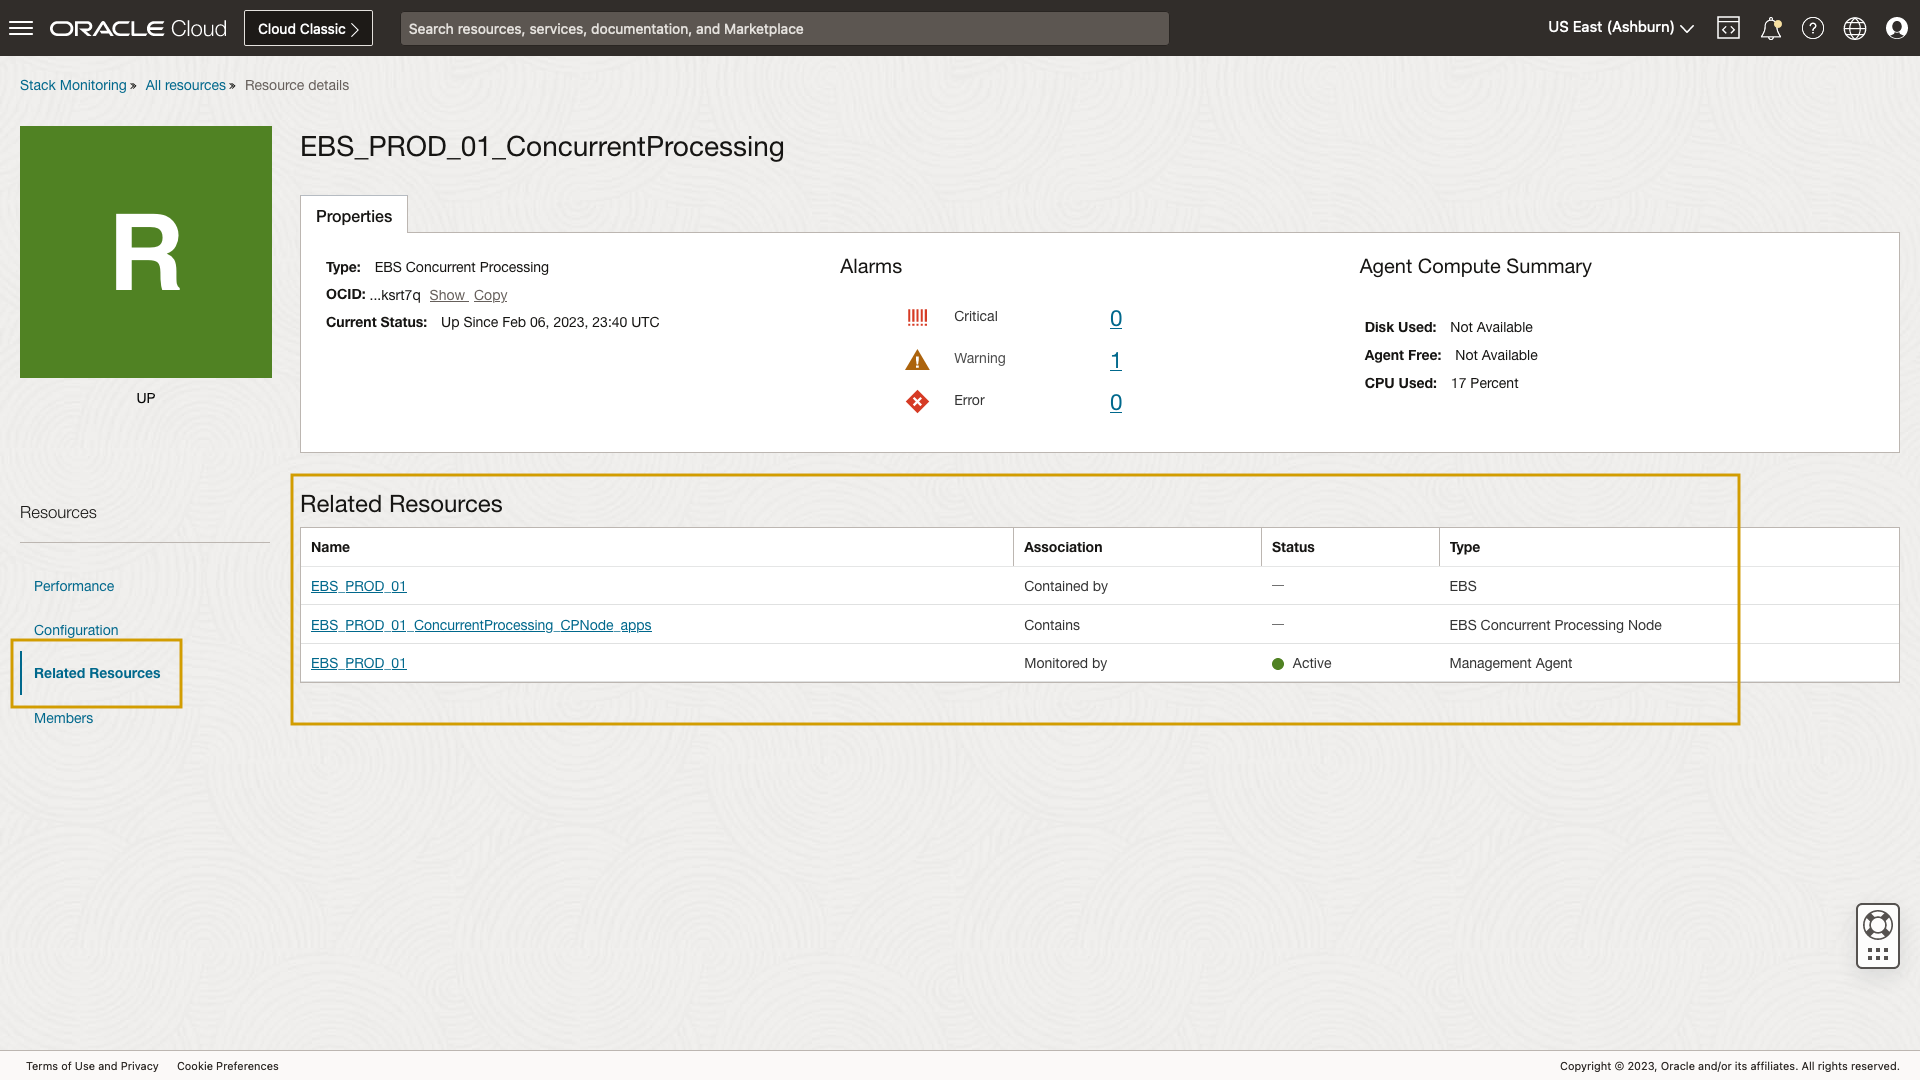 ORACLE Cloud
Cloud Classic
Search resources, services, documentation, and Marketplace
US East (Ashburn)
Stack Monitoring » All resources » Resource details
R
UP
EBS_PROD_01_ConcurrentProcessing
Properties
Type: EBS Concurrent Processing
OCID: ...ksrt7q Show Copy
Current Status: Up Since Feb 06, 2023, 23:40 UTC
Alarms
Critical 0
Warning 1
Error 0
Agent Compute Summary
Disk Used: Not Available
Agent Free: Not Available
CPU Used: 17 Percent
Resources
Performance
Configuration
Related Resources
Members
Related Resources
Name Association Status Type
EBS_PROD_01 Contained by — EBS
EBS_PROD_01_ConcurrentProcessing_CPNode_apps Contains — EBS Concurrent Processing Node
EBS_PROD_01 Monitored by Active Management Agent
Terms of Use and Privacy Cookie Preferences
Copyright © 2023, Oracle and/or its affiliates. All rights reserved.